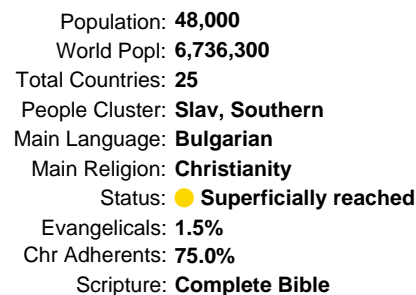 Population: 48,000
World Popl: 6,736,300
Total Countries: 25
People Cluster: Slav, Southern
Main Language: Bulgarian
Main Religion: Christianity
Status: Superficially reached
Evangelicals: 1.5%
Chr Adherents: 75.0%
Scripture: Complete Bible